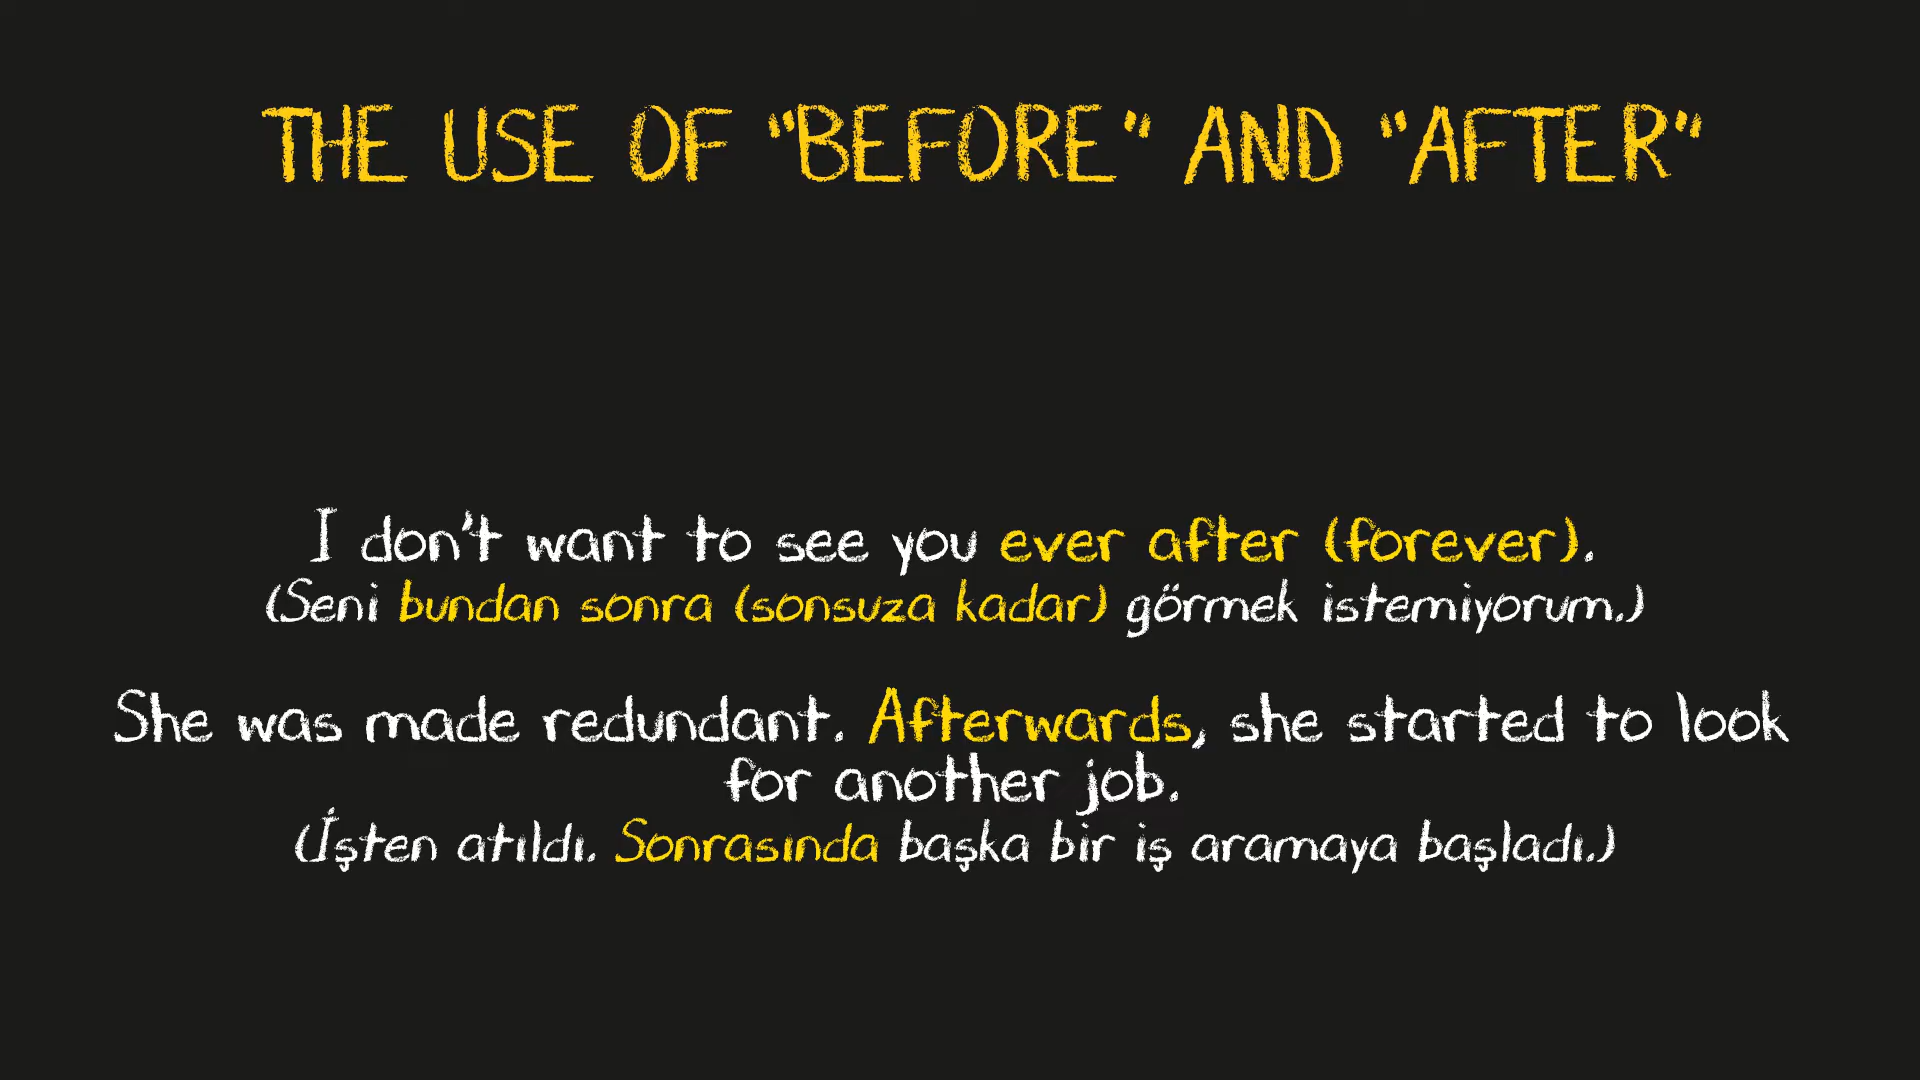 THE USE OF "BEFORE" AND "AFTER"
I don't want to see you ever after (forever).
(Seni bundan sonra (sonsuza kadar) görmek istemiyorum.)
She was made redundant. Afterwards, she started to look
for another job.
(İşten atıldı. Sonrasında başka bir iş aramaya başladı.)